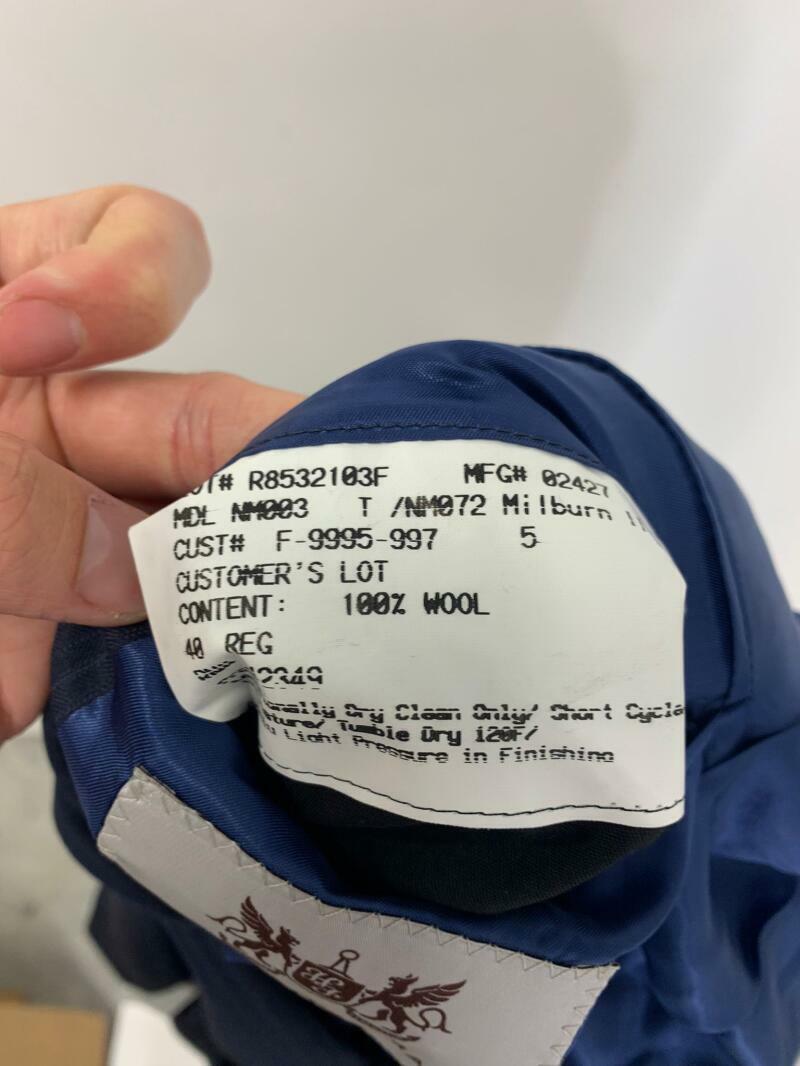 R8532103F MFG# 02427
MDL NM003 T /NM072 Milburn
CUST# F-9995-997 5
CUSTOMER'S LOT
CONTENT: 100% WOOL
40 REG
Dry Clean Only/ Short Cycle
Tumble Dry 120F/
Light Pressure in Finishing